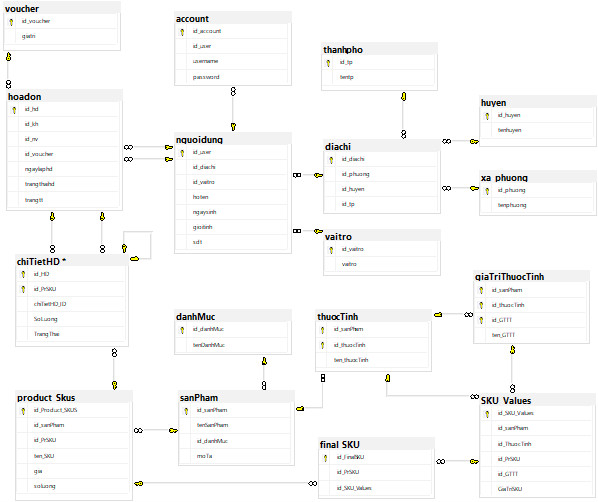 voucher
id_voucher
giatri
account
id_account
id_user
username
password
thanhpho
id_tp
tentp
hoadon
id_hd
id_kh
id_nv
id_voucher
ngaylaphd
trangthaihd
trangtt
huyen
id_huyen
tenhuyen
nguoidung
id_user
id_diachi
id_vaitro
hoten
ngaysinh
gioitinh
sdt
diachi
id_diachi
id_phuong
id_huyen
id_tp
xa_phuong
id_phuong
tenphuong
vaitro
id_vaitro
vaitro
chiTietHD *
id_HD
id_PrSKU
chiTietHD_ID
SoLuong
TrangThai
giaTriThuocTinh
id_sanPham
id_thuocTinh
id_GTTT
ten_GTTT
danhMuc
id_danhMuc
tenDanhMuc
thuocTinh
id_sanPham
id_thuocTinh
ten_thuocTinh
product_Skus
id_Product_SKUS
id_sanPham
id_PrSKU
ten_SKU
gia
soluong
sanPham
id_sanPham
tenSanPham
id_danhMuc
moTa
SKU_Values
id_SKU_Values
id_sanPham
id_ThuocTinh
id_PrSKU
id_GTTT
GiaTriSKU
final_SKU
id_FinalSKU
id_PrSKU
id_SKU_Values